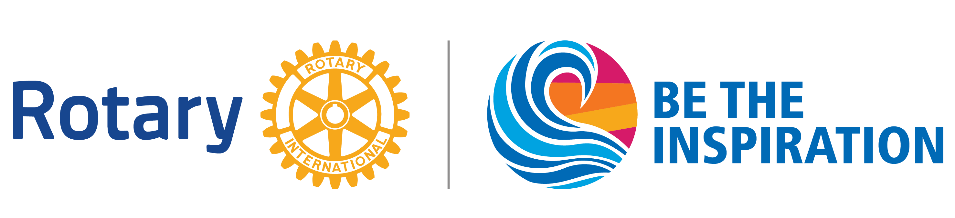 Rotary
ROTARY
INTERNATIONAL
BE THE
INSPIRATION